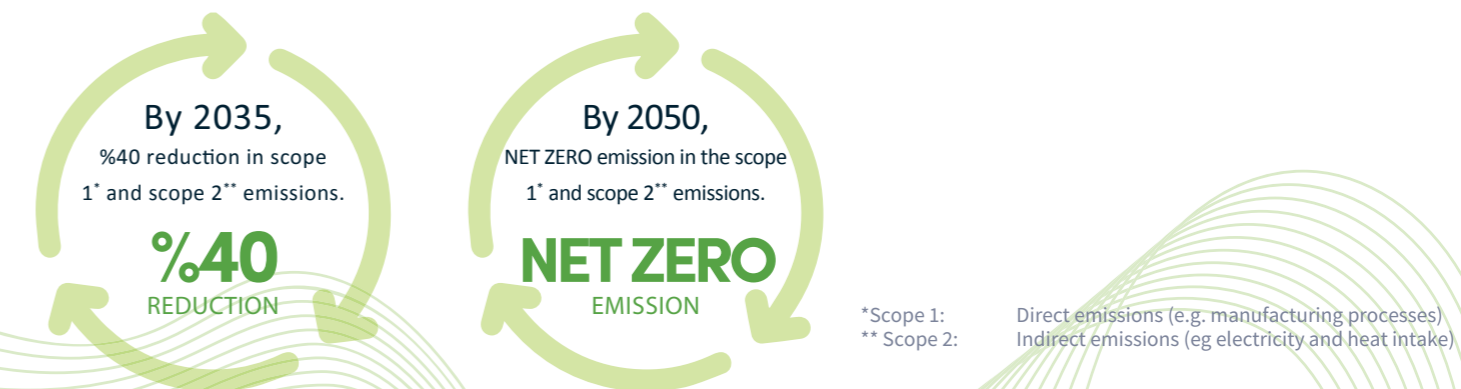 By 2035,
%40 reduction in scope
1* and scope 2** emissions.
%40
REDUCTION
By 2050,
NET ZERO emission in the scope
1* and scope 2** emissions.
NET ZERO
EMISSION
*Scope 1: Direct emissions (e.g. manufacturing processes)
** Scope 2: Indirect emissions (eg electricity and heat intake)